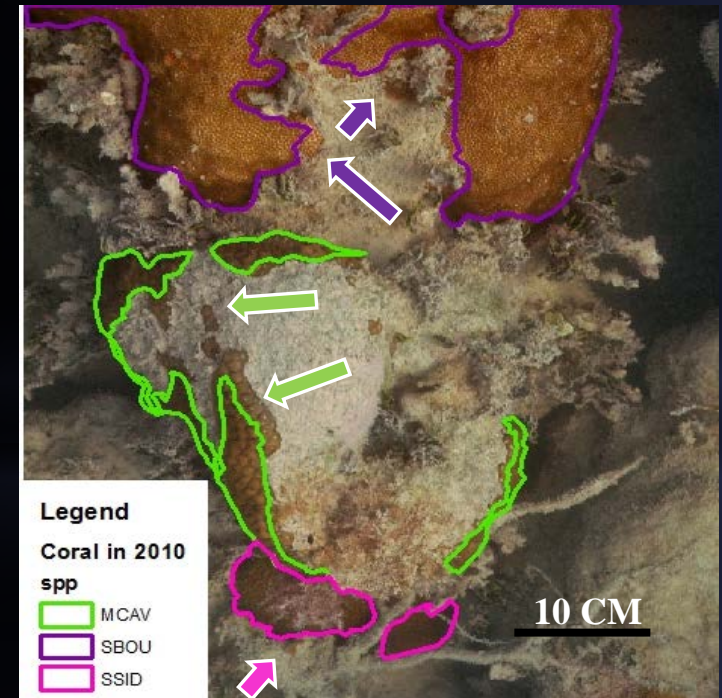 10 CM
Legend
Coral in 2010
spp
MCAV
SBOU
SSID